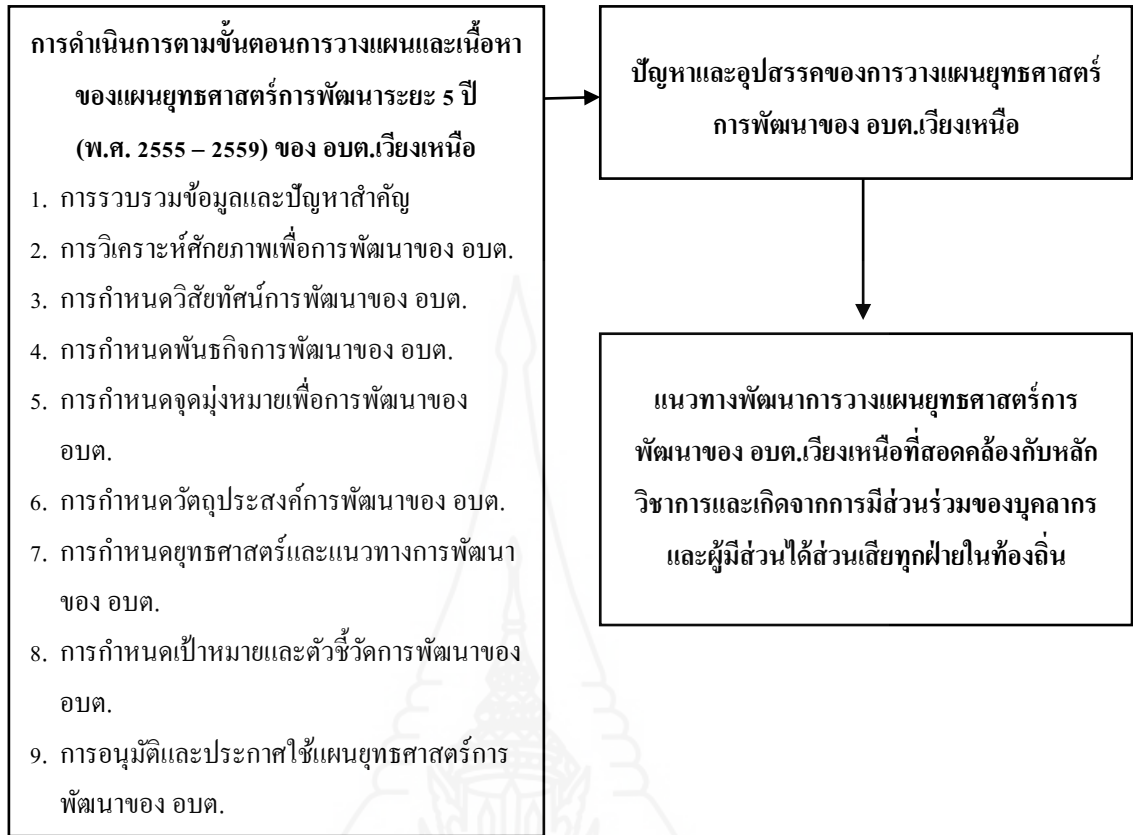 การดำเนินการตามขั้นตอนการวางแผนและเนื้อหา
ของแผนยุทธศาสตร์การพัฒนาระยะ 5 ปี
(พ.ศ. 2555 – 2559) ของ อบต.เวียงเหนือ
1. การรวบรวมข้อมูลและปัญหาสำคัญ
2. การวิเคราะห์ศักยภาพเพื่อการพัฒนาของ อบต.
3. การกำหนดวิสัยทัศน์การพัฒนาของ อบต.
4. การกำหนดพันธกิจการพัฒนาของ อบต.
5. การกำหนดจุดมุ่งหมายเพื่อการพัฒนาของ
อบต.
6. การกำหนดวัตถุประสงค์การพัฒนาของ อบต.
7. การกำหนดยุทธศาสตร์และแนวทางการพัฒนา
ของ อบต.
8. การกำหนดเป้าหมายและตัวชี้วัดการพัฒนาของ
อบต.
9. การอนุมัติและประกาศใช้แผนยุทธศาสตร์การ
พัฒนาของ อบต.
ปัญหาและอุปสรรคของการวางแผนยุทธศาสตร์
การพัฒนาของ อบต.เวียงเหนือ
แนวทางพัฒนาการวางแผนยุทธศาสตร์การ
พัฒนาของ อบต.เวียงเหนือที่สอดคล้องกับหลัก
วิชาการและเกิดจากการมีส่วนร่วมของบุคลากร
และผู้มีส่วนได้ส่วนเสียทุกฝ่ายในท้องถิ่น